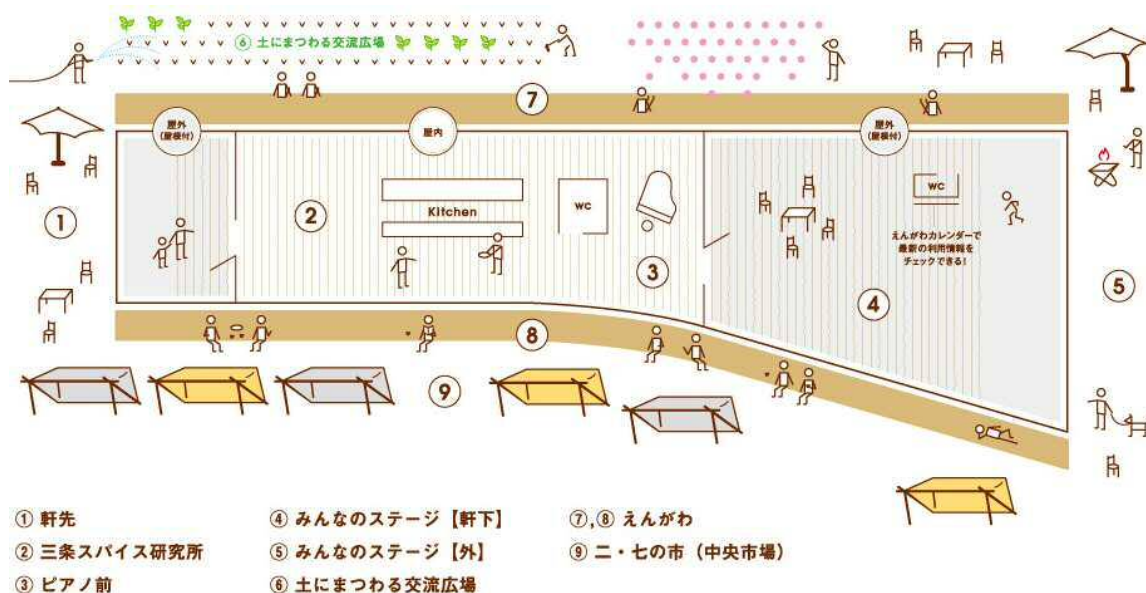 ⑥ 土にまつわる交流広場
⑦
屋外
(屋根付)
屋内
屋外
(屋根付)
①
②
Kitchen
WC
③
WC
えんがわカレンダーで
最新の利用情報を
チェックできる!
④
⑤
⑧
⑨
① 軒先
② 三条スパイス研究所
③ ピアノ前
④ みんなのステージ【軒下】
⑤ みんなのステージ【外】
⑥ 土にまつわる交流広場
⑦,⑧ えんがわ
⑨ 二・七の市(中央市場)